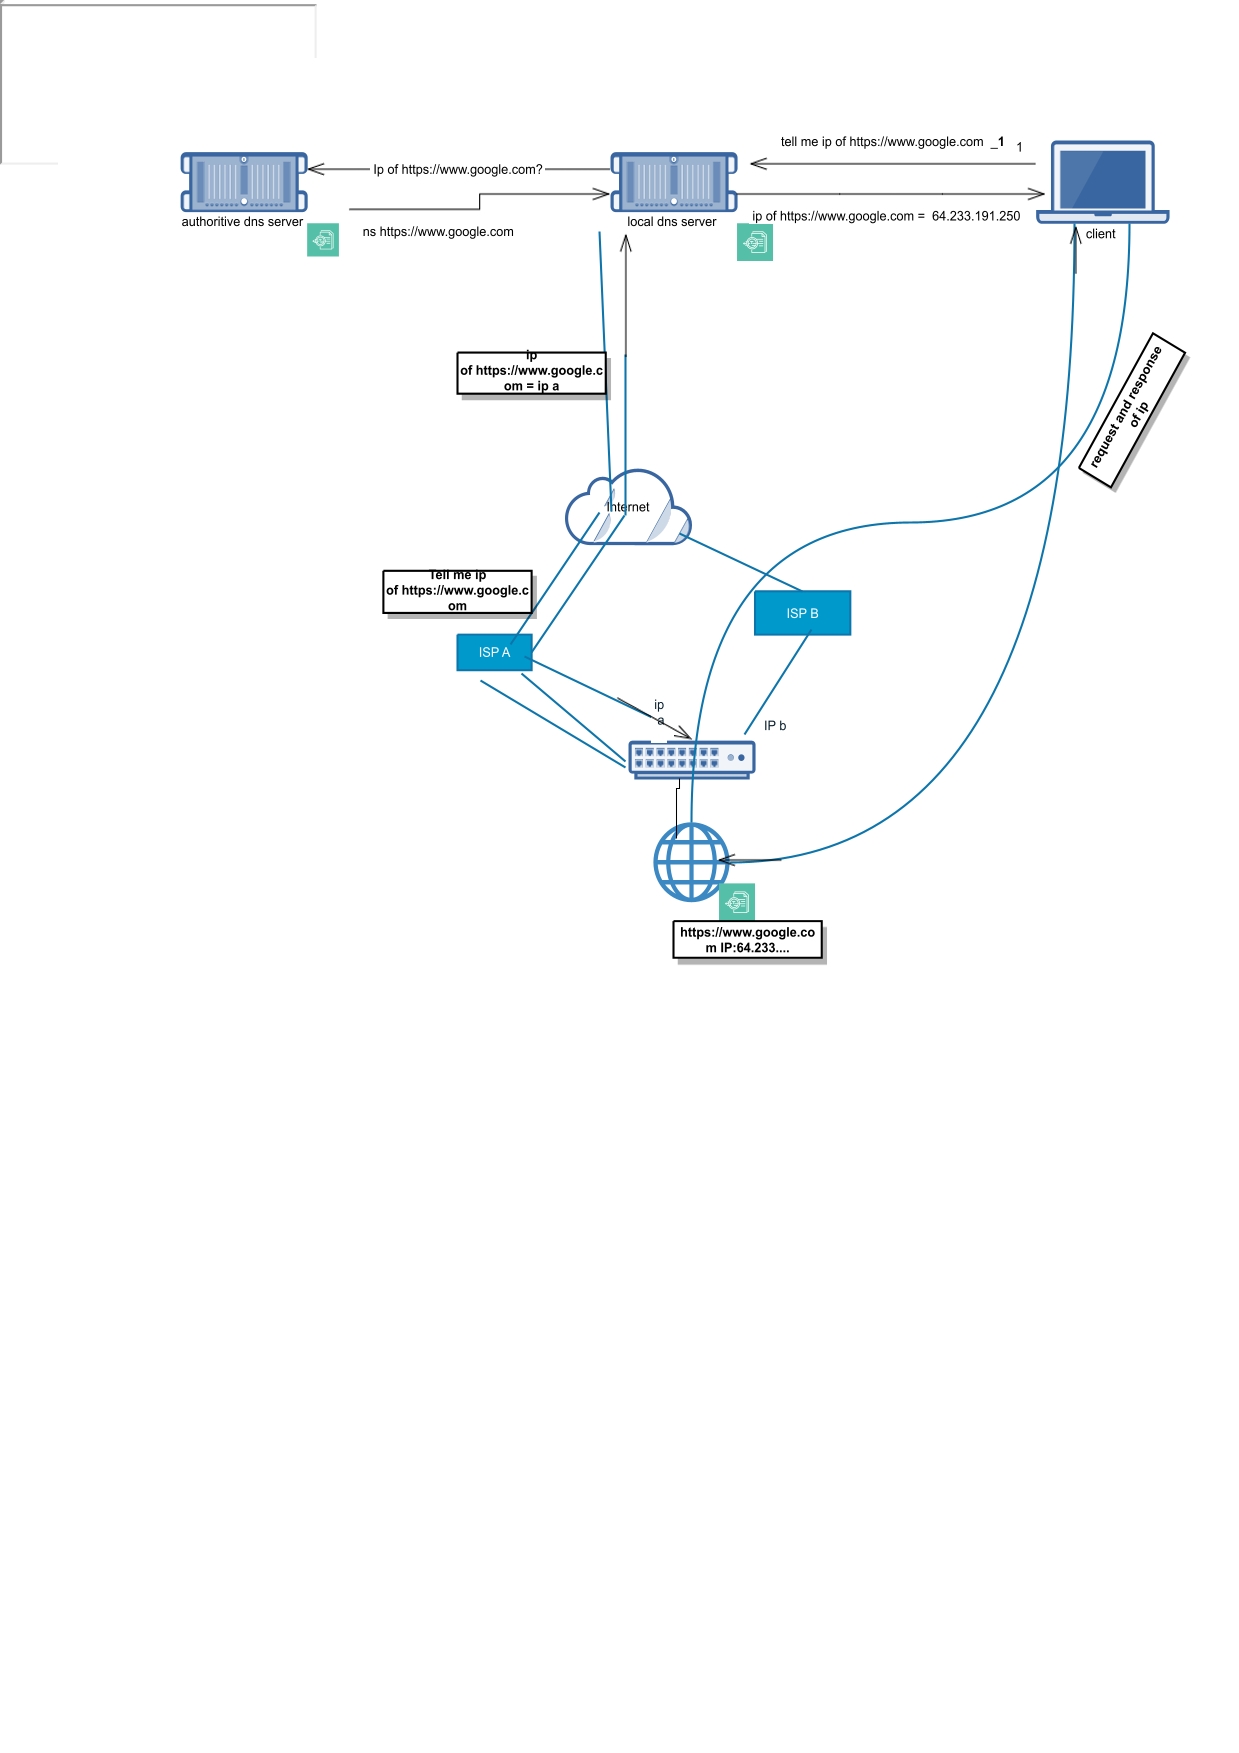 tell me ip of https://www.google.com _1 1
Ip of https://www.google.com?
authoritive dns server
local dns server
ip of https://www.google.com = 64.233.191.250
ns https://www.google.com
client
ip
of https://www.google.c
om = ip a
request and response
of ip
Internet
Tell me ip
of https://www.google.c
om
ISP B
ISP A
ip
a
IP b
https://www.google.co
m IP:64.233....